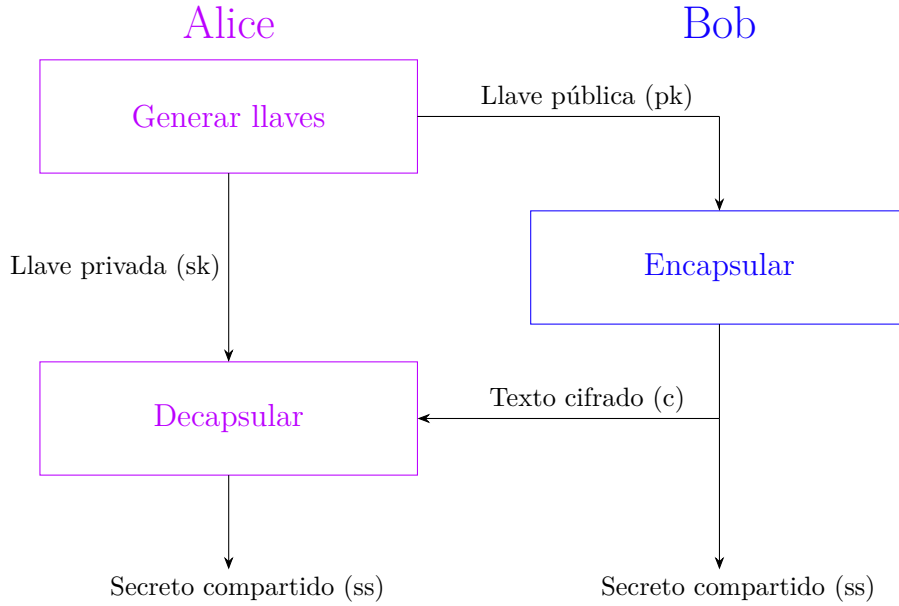 Alice
Bob
Generar llaves
Llave pública (pk)
Llave privada (sk)
Encapsular
Decapsular
Texto cifrado (c)
Secreto compartido (ss)
Secreto compartido (ss)